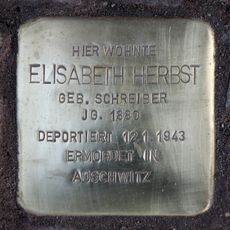 HIER WOHNTE
ELISABETH HERBST
GEB. SCHREIBER
JG. 1880
DEPORTIERT 12.1.1943
ERMORDET IN
AUSCHWITZ